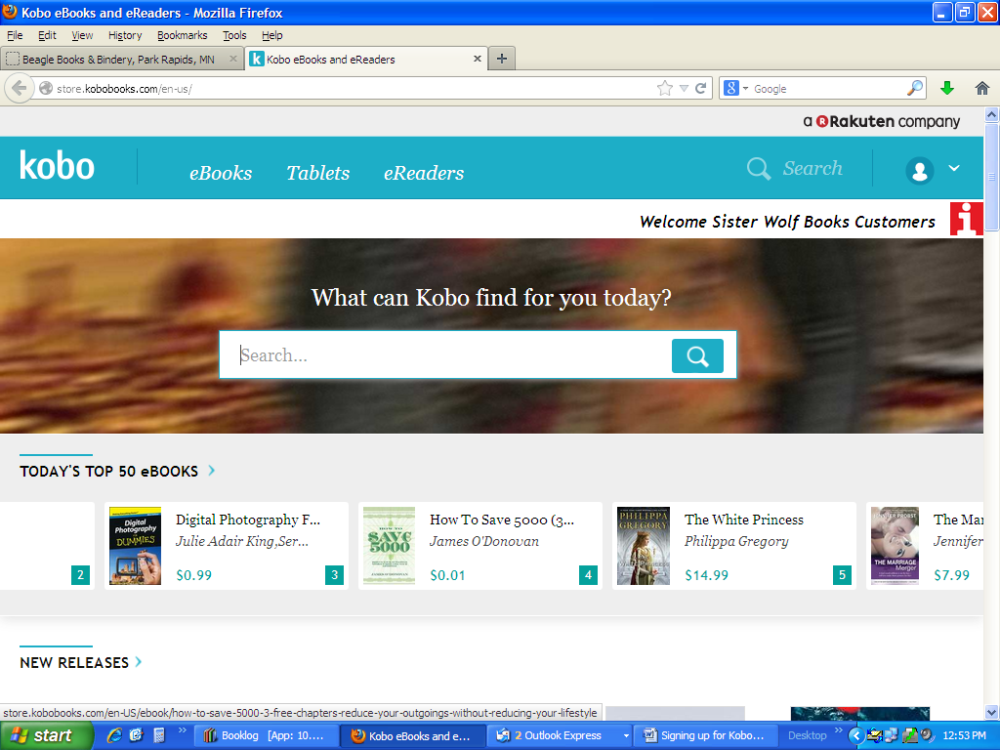 Kobo eBooks and eReaders - Mozilla Firefox
File Edit View History Bookmarks Tools Help
Beagle Books & Bindery, Park Rapids, MN
Kobo eBooks and eReaders
store.kobobooks.com/en-us/
Google
a Rakuten company
kobo
eBooks Tablets eReaders
Search
Welcome Sister Wolf Books Customers
What can Kobo find for you today?
Search...
TODAY'S TOP 50 eBOOKS
2
Digital Photography FOR DUMMIES
Digital Photography F...
Julie Adair King,Ser...
$0.99
3
HOW TO SAVE 5000
How To Save 5000 (3...
James O'Donovan
$0.01
4
PHILIPPA GREGORY
The White Princess
Philippa Gregory
$14.99
5
JENNIFER PROBST
THE MARRIAGE Merger
The Mar
Jennifer
$7.99
NEW RELEASES
store.kobobooks.com/en-US/ebook/how-to-save-5000-3-free-chapters-reduce-your-outgoings-without-reducing-your-lifestyle
start
Booklog [App: 10....
Kobo eBooks and e...
2 Outlook Express
Signing up for Kobo...
Desktop
12:53 PM